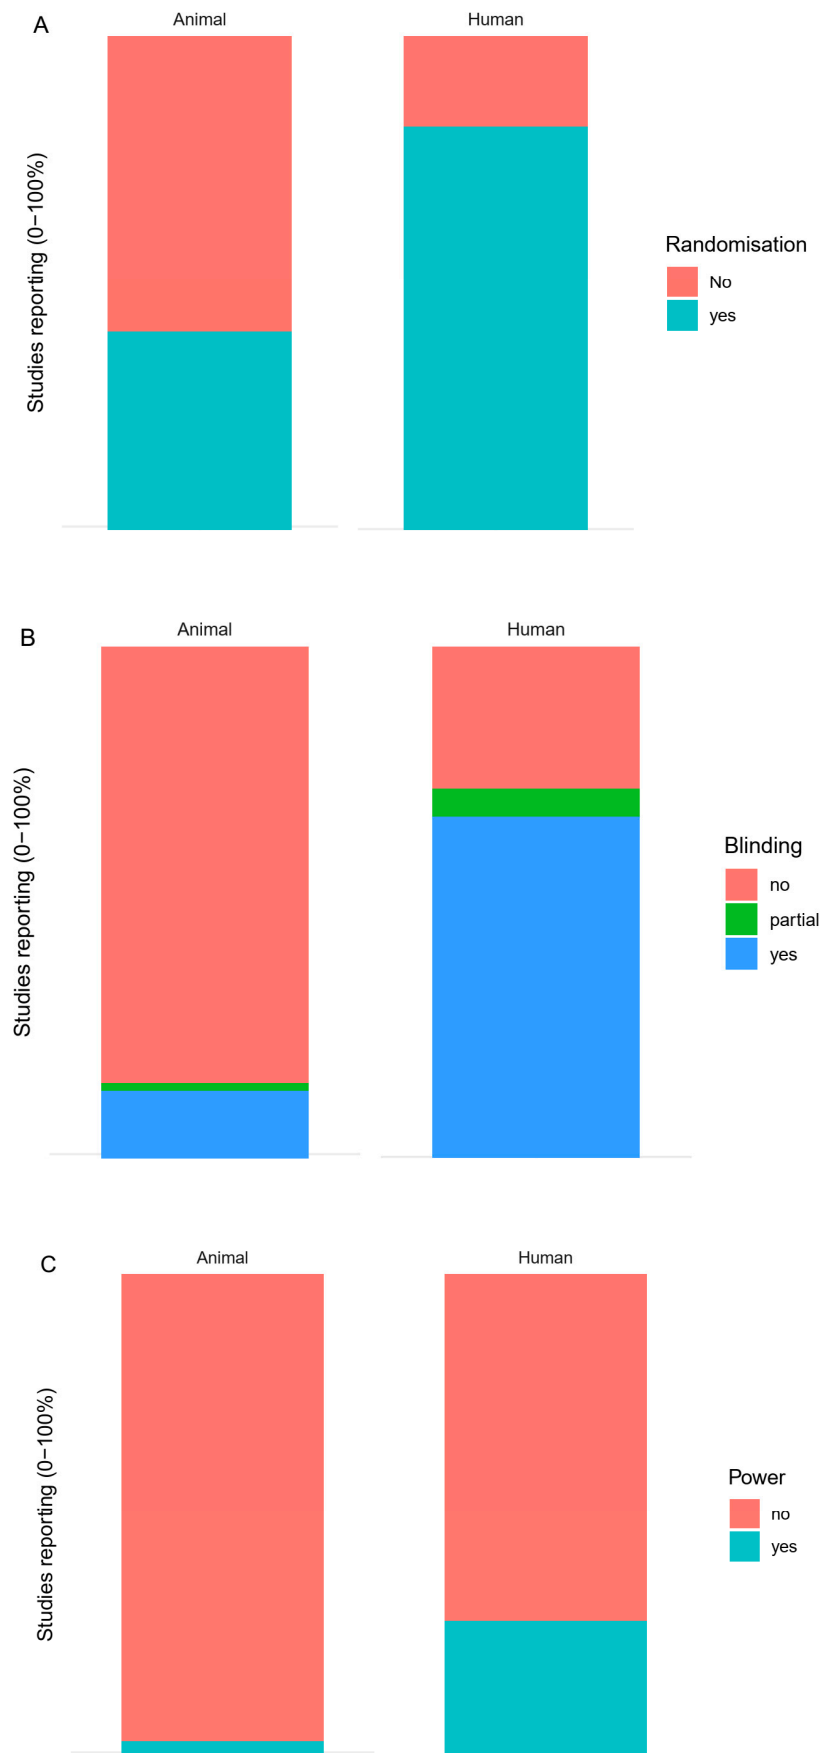 A
Animal
Human
Studies reporting (0−100%)
Randomisation
No
yes
B
Animal
Human
Studies reporting (0−100%)
Blinding
no
partial
yes
C
Animal
Human
Studies reporting (0−100%)
Power
no
yes